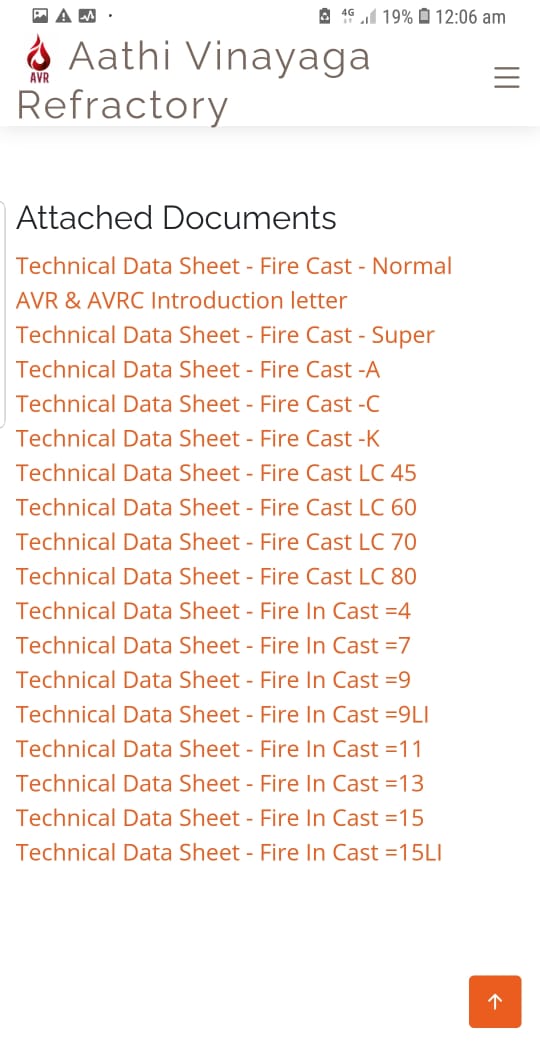 4G 19% 12:06 am
AVR Aathi Vinayaga
Refractory
Attached Documents
Technical Data Sheet - Fire Cast - Normal
AVR & AVRC Introduction letter
Technical Data Sheet - Fire Cast - Super
Technical Data Sheet - Fire Cast -A
Technical Data Sheet - Fire Cast -C
Technical Data Sheet - Fire Cast -K
Technical Data Sheet - Fire Cast LC 45
Technical Data Sheet - Fire Cast LC 60
Technical Data Sheet - Fire Cast LC 70
Technical Data Sheet - Fire Cast LC 80
Technical Data Sheet - Fire In Cast =4
Technical Data Sheet - Fire In Cast =7
Technical Data Sheet - Fire In Cast =9
Technical Data Sheet - Fire In Cast =9LI
Technical Data Sheet - Fire In Cast =11
Technical Data Sheet - Fire In Cast =13
Technical Data Sheet - Fire In Cast =15
Technical Data Sheet - Fire In Cast =15LI